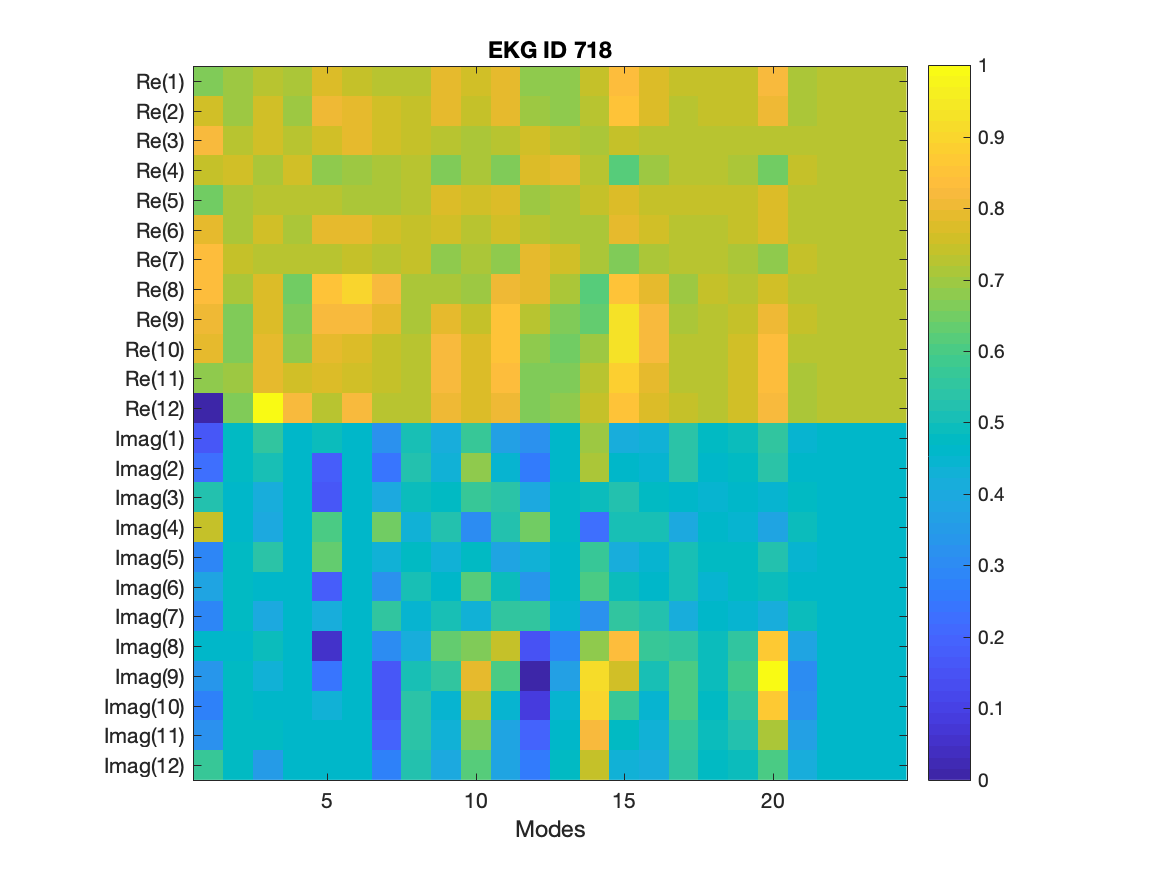 EKG ID 718
Re(1)
Re(2)
Re(3)
Re(4)
Re(5)
Re(6)
Re(7)
Re(8)
Re(9)
Re(10)
Re(11)
Re(12)
Imag(1)
Imag(2)
Imag(3)
Imag(4)
Imag(5)
Imag(6)
Imag(7)
Imag(8)
Imag(9)
Imag(10)
Imag(11)
Imag(12)
5 10 15 20
Modes
1
0.9
0.8
0.7
0.6
0.5
0.4
0.3
0.2
0.1
0